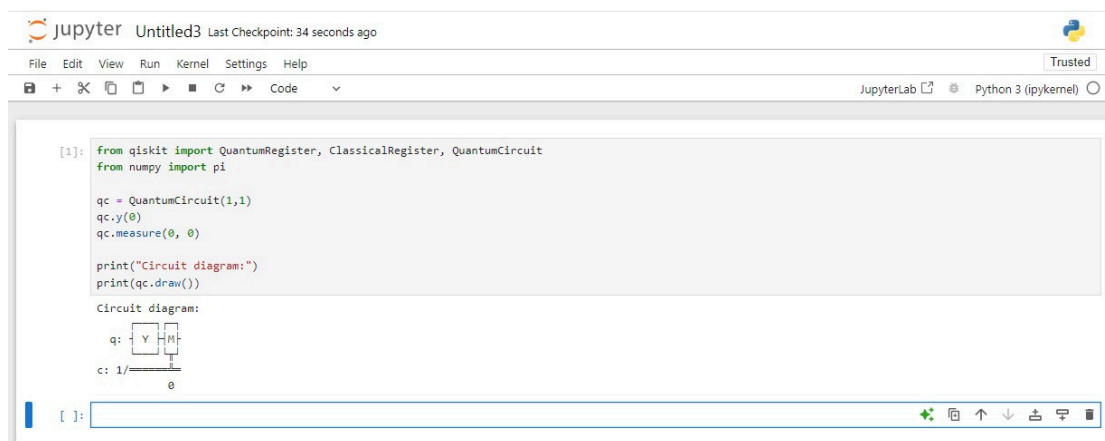 jupyter Untitled3 Last Checkpoint: 34 seconds ago
File Edit View Run Kernel Settings Help Trusted
Code JupyterLab Python 3 (ipykernel)
[1]: from qiskit import QuantumRegister, ClassicalRegister, QuantumCircuit
from numpy import pi
qc = QuantumCircuit(1,1)
qc.y(0)
qc.measure(0, 0)
print("Circuit diagram:")
print(qc.draw())
Circuit diagram:
q: ┤ Y ├┤M├
c: 1/══════╩═
0
[ ]: